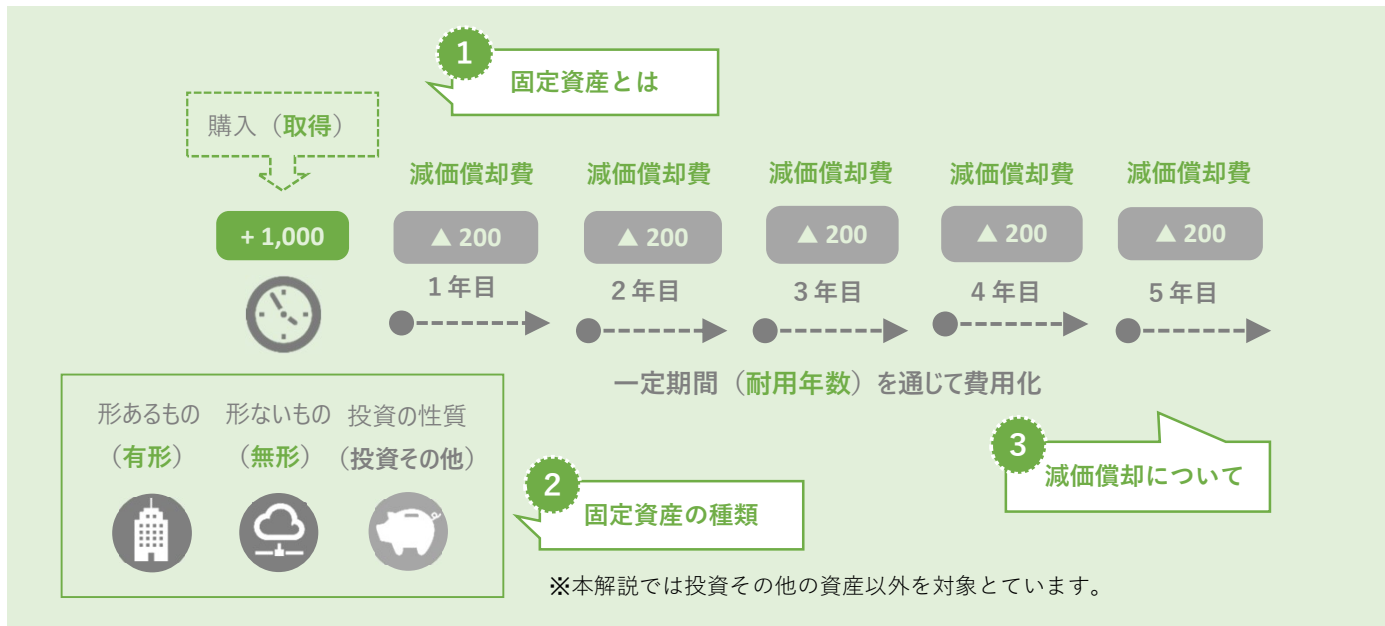 1
固定資産とは
購入（取得）
減価償却費
減価償却費
減価償却費
減価償却費
減価償却費
+ 1,000
▲ 200
▲ 200
▲ 200
▲ 200
▲ 200
1年目
2年目
3年目
4年目
5年目
一定期間（耐用年数）を通じて費用化
形あるもの
（有形）
形ないもの
（無形）
投資の性質
（投資その他）
2
固定資産の種類
3
減価償却について
※本解説では投資その他の資産以外を対象とています。